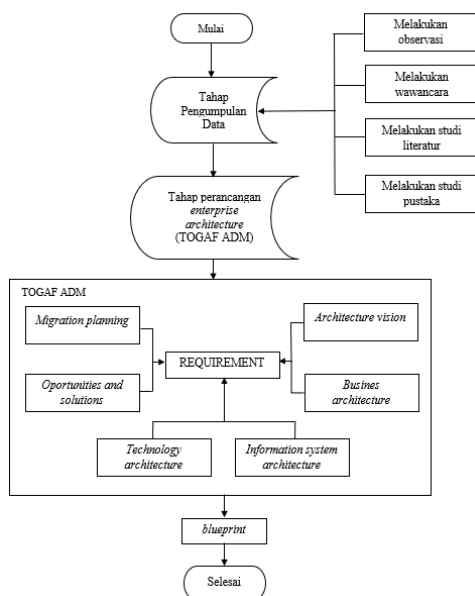 Mulai
Melakukan
observasi
Melakukan
wawancara
Tahap
Pengumpulan
Data
Melakukan studi
literatur
Melakukan studi
pustaka
Tahap perancangan
enterprise
architecture
(TOGAF ADM)
TOGAF ADM
Migration planning
Architecture vision
REQUIREMENT
Oportunities and
solutions
Busines
architecture
Technology
architecture
Information system
architecture
blueprint
Selesai